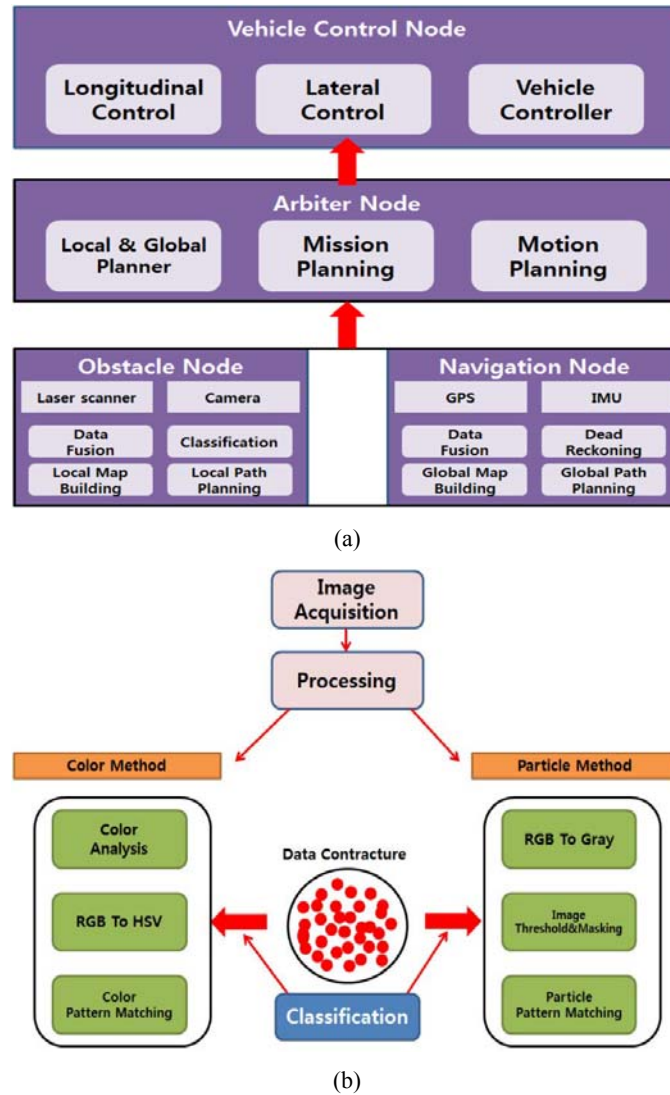 Vehicle Control Node
Longitudinal
Control
Lateral
Control
Vehicle
Controller
Arbiter Node
Local & Global
Planner
Mission
Planning
Motion
Planning
Obstacle Node
Laser scanner
Camera
Data
Fusion
Classification
Local Map
Building
Local Path
Planning
Navigation Node
GPS
IMU
Data
Fusion
Dead
Reckoning
Global Map
Building
Global Path
Planning
(a)
Image
Acquisition
Processing
Color Method
Particle Method
Color
Analysis
RGB To HSV
Color
Pattern Matching
Data Contracture
Classification
RGB To Gray
Image
Threshold&Masking
Particle
Pattern Matching
(b)